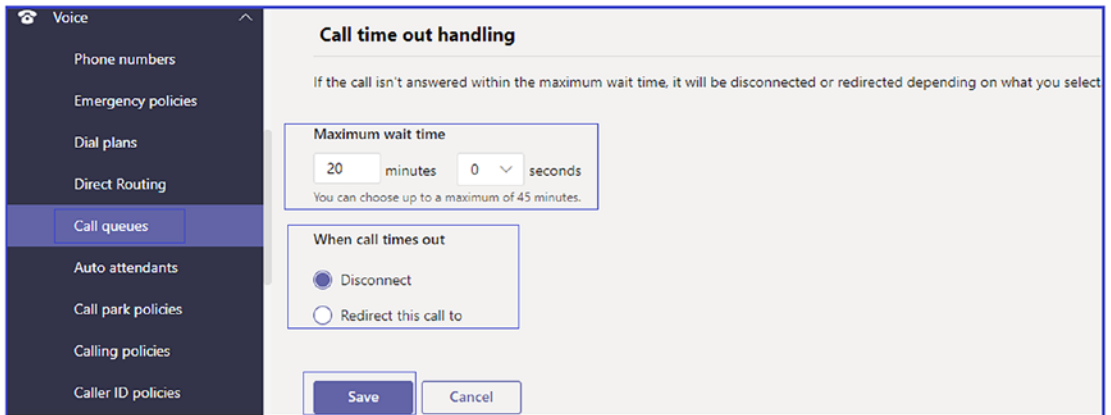 Voice
Phone numbers
Emergency policies
Dial plans
Direct Routing
Call queues
Auto attendants
Call park policies
Calling policies
Caller ID policies
Call time out handling
If the call isn't answered within the maximum wait time, it will be disconnected or redirected depending on what you select
Maximum wait time
20 minutes 0 seconds
You can choose up to a maximum of 45 minutes.
When call times out
Disconnect
Redirect this call to
Save Cancel